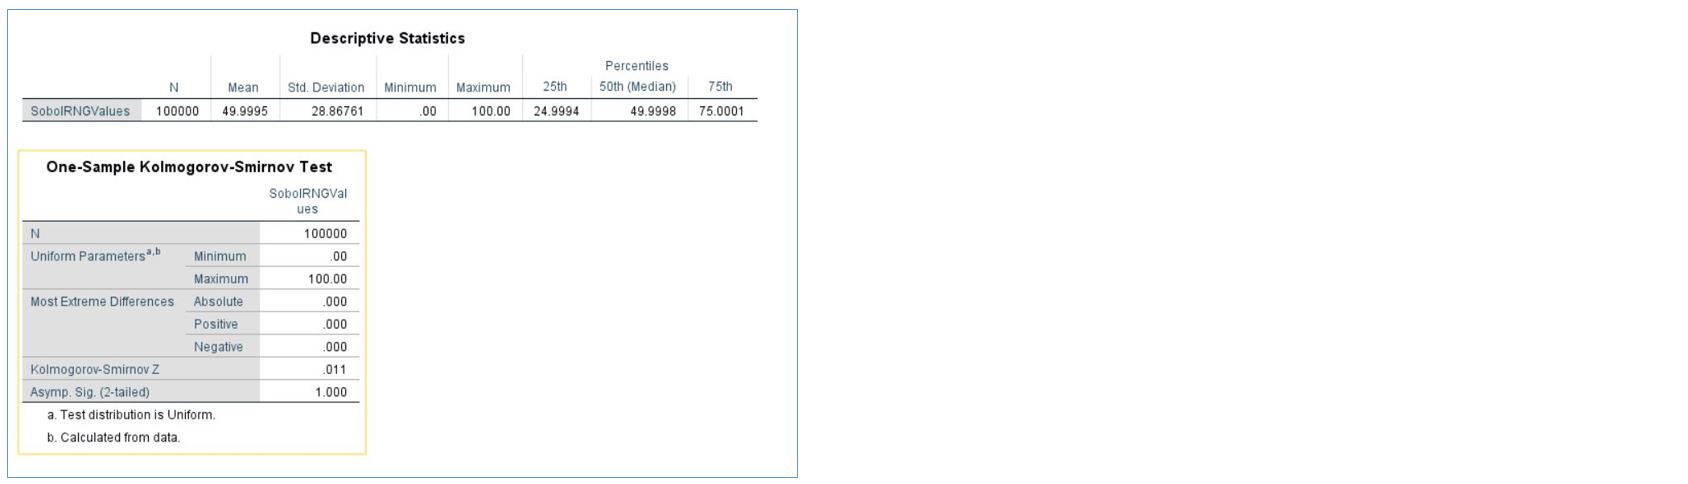 Descriptive Statistics
Percentiles
N Mean Std. Deviation Minimum Maximum 25th 50th (Median) 75th
SobolRNGValues 100000 49.9995 28.86761 .00 100.00 24.9994 49.9998 75.0001
One-Sample Kolmogorov-Smirnov Test
SobolRNGVal
ues
N 100000
Uniform Parameters a,b Minimum .00
Maximum 100.00
Most Extreme Differences Absolute .000
Positive .000
Negative .000
Kolmogorov-Smirnov Z .011
Asymp. Sig. (2-tailed) 1.000
a. Test distribution is Uniform.
b. Calculated from data.